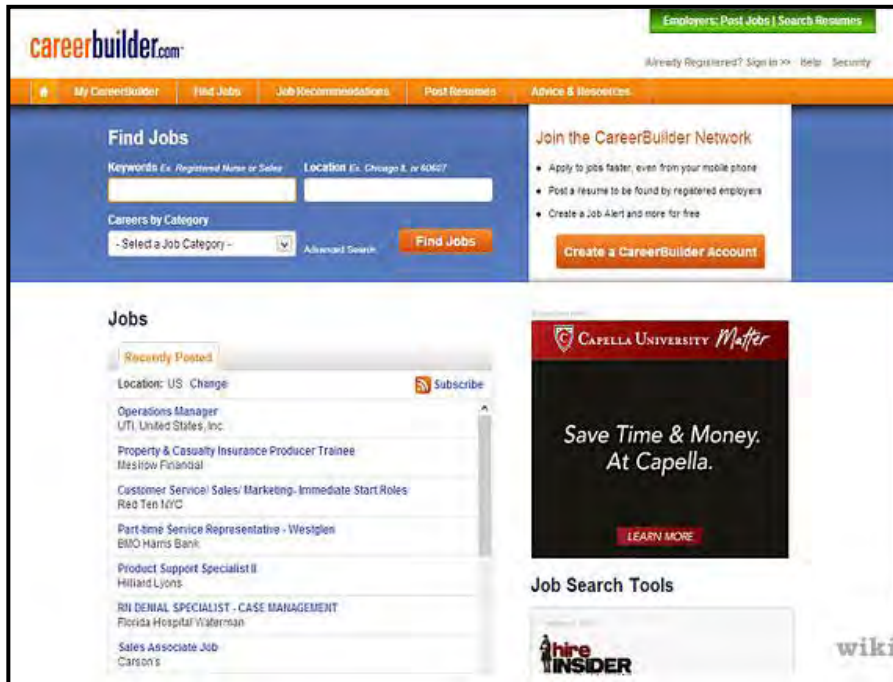 Employers: Post Jobs | Search Resumes
careerbuilder.com
Already Registered? Sign In >> Help Security
My CareerBuilder Find Jobs Job Recommendations Post Resumes Advice & Resources
Find Jobs
Keywords Ex. Registered Nurse or Sales Location Ex. Chicago IL or 60607
Careers by Category
- Select a Job Category -
Advanced Search
Find Jobs
Join the CareerBuilder Network
• Apply to jobs faster, even from your mobile phone
• Post a resume to be found by registered employers
• Create a Job Alert and more for free
Create a CareerBuilder Account
Jobs
Recently Posted
Location: US Change Subscribe
Operations Manager
UTi, United States, Inc
Property & Casualty Insurance Producer Trainee
Mesirow Financial
Customer Service/ Sales/ Marketing- Immediate Start Roles
Red Ten NYC
Part-time Service Representative - Westglen
BMO Harris Bank
Product Support Specialist II
Hilliard Lyons
RN DENIAL SPECIALIST - CASE MANAGEMENT
Florida Hospital Waterman
Sales Associate Job
Carson's
CAPELLA UNIVERSITY Matter
Save Time & Money.
At Capella.
LEARN MORE
Job Search Tools
hire
INSIDER
wiki